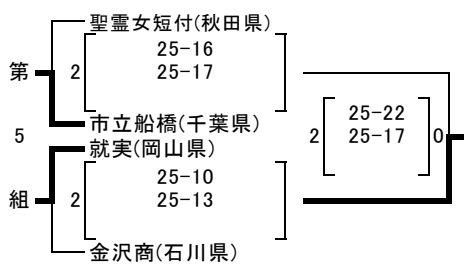 聖霊女短付(秋田県)
25-16
第 2 25-17
市立船橋(千葉県)
25-22
5 2 25-17 0
就実(岡山県)
25-10
組 2 25-13
金沢商(石川県)